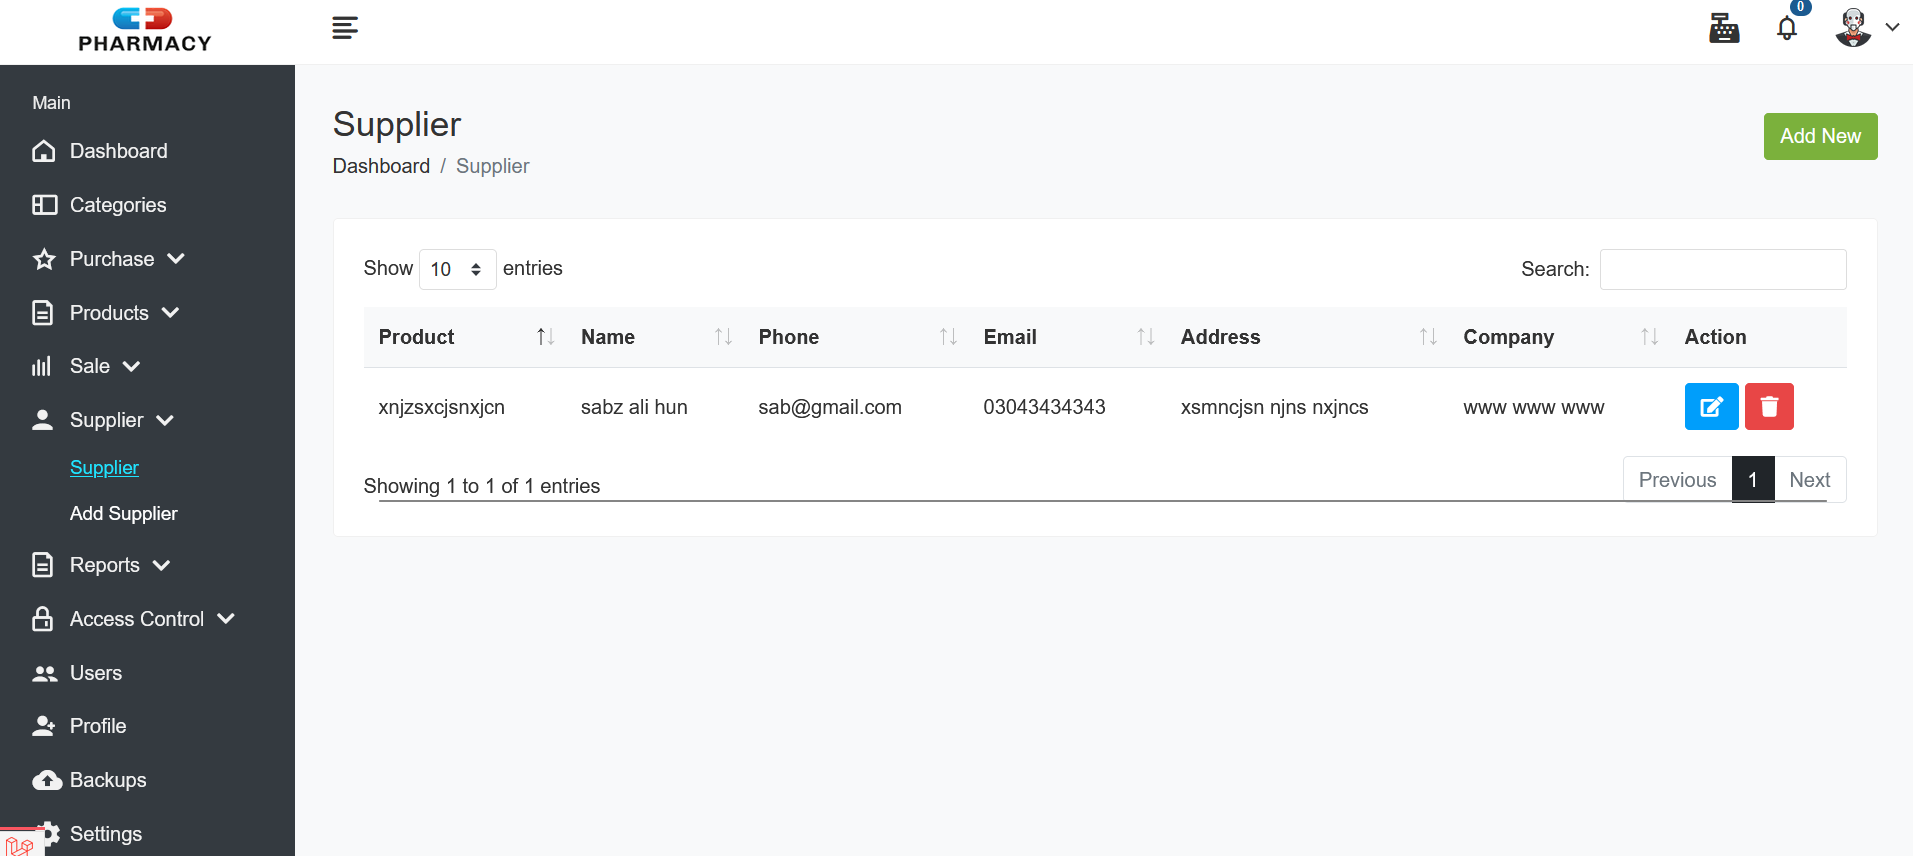 PHARMACY
0
Main
Dashboard
Categories
Purchase
Products
Sale
Supplier
Supplier
Add Supplier
Reports
Access Control
Users
Profile
Backups
Settings
Supplier
Dashboard / Supplier
Add New
Show 10 entries
Search:
Product Name Phone Email Address Company Action
xnjzsxcjsnxjcn sabz ali hun sab@gmail.com 03043434343 xsmncjsn njns nxjncs www www www
Showing 1 to 1 of 1 entries
Previous 1 Next